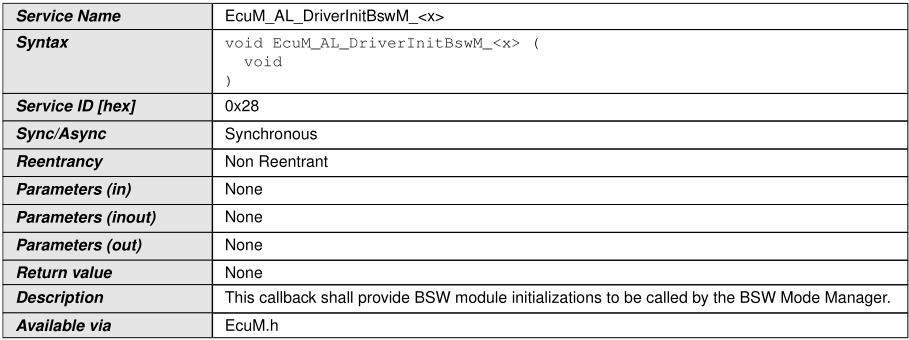 Service Name EcuM_AL_DriverInitBswM_<x>
Syntax void EcuM_AL_DriverInitBswM_<x> (
void
)
Service ID [hex] 0x28
Sync/Async Synchronous
Reentrancy Non Reentrant
Parameters (in) None
Parameters (inout) None
Parameters (out) None
Return value None
Description This callback shall provide BSW module initializations to be called by the BSW Mode Manager.
Available via EcuM.h